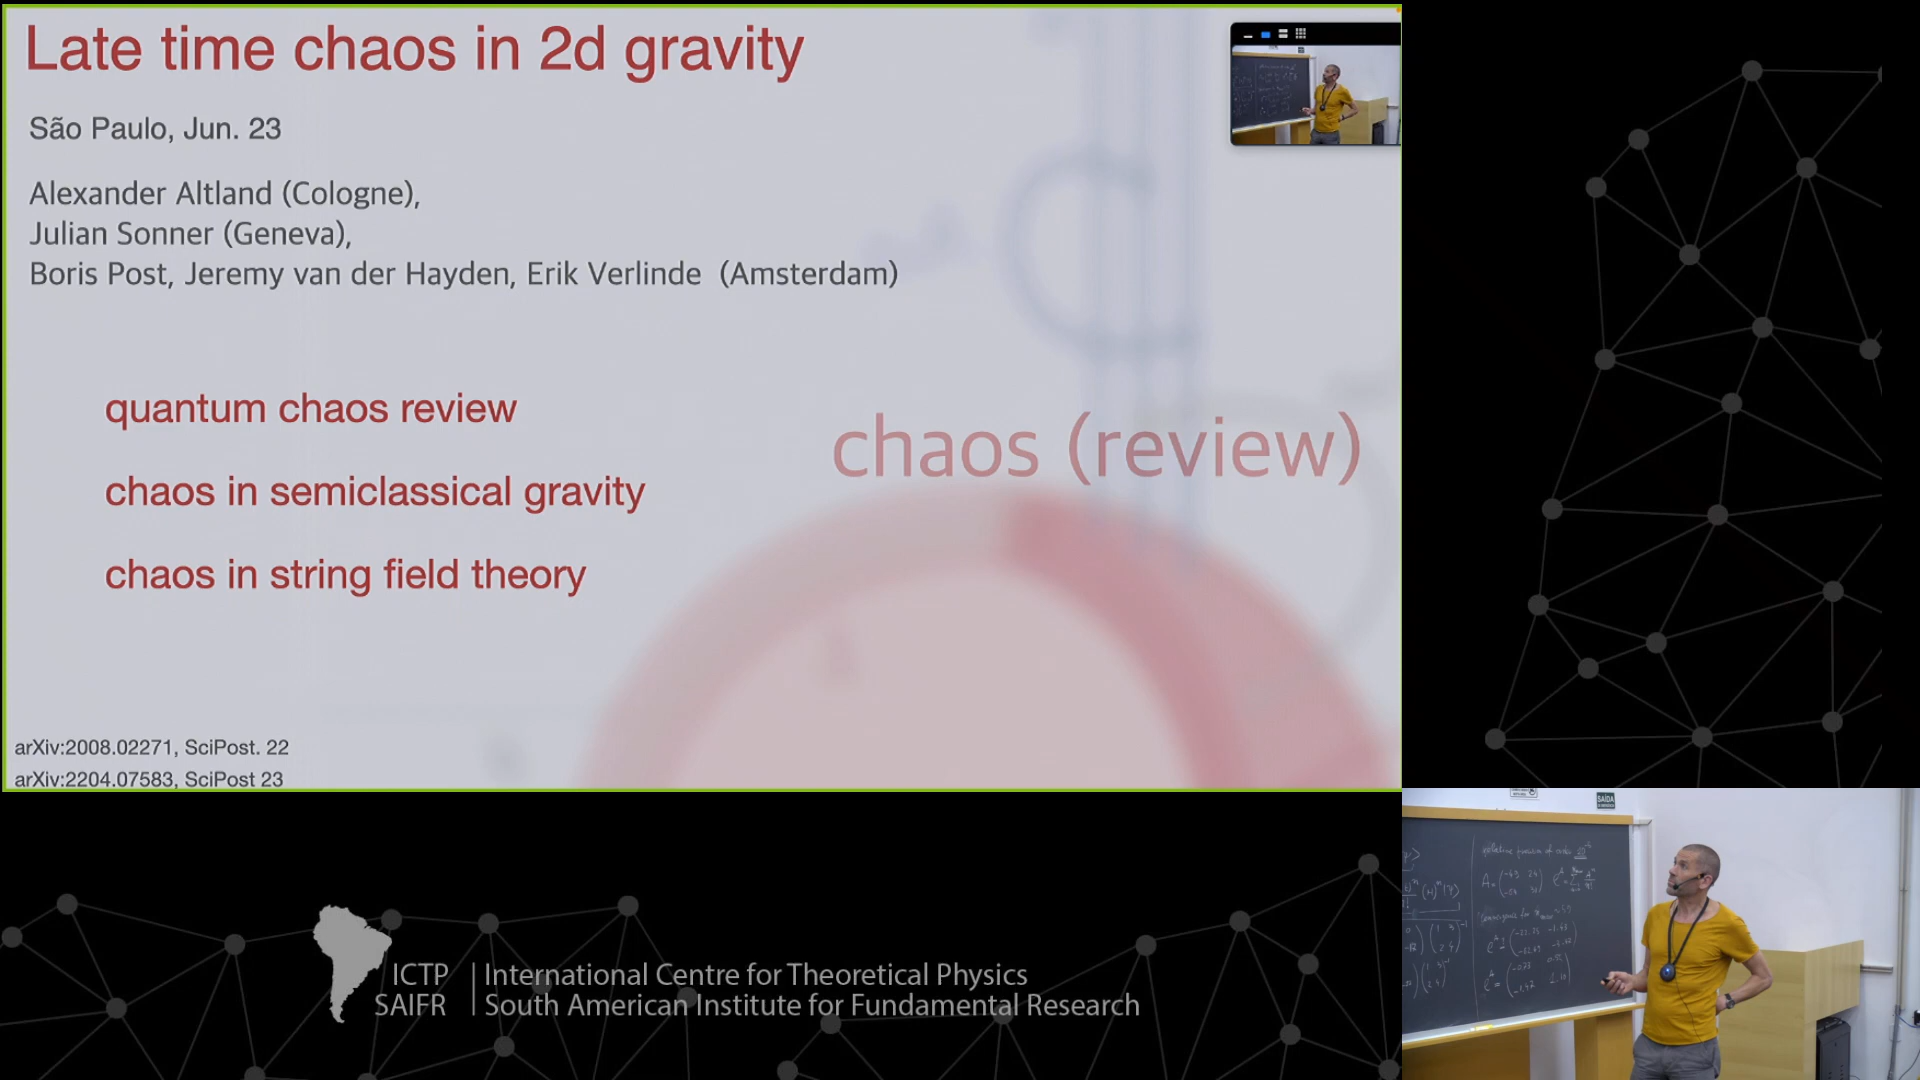 Late time chaos in 2d gravity
São Paulo, Jun. 23
Alexander Altland (Cologne),
Julian Sonner (Geneva),
Boris Post, Jeremy van der Hayden, Erik Verlinde (Amsterdam)
quantum chaos review
chaos in semiclassical gravity
chaos in string field theory
chaos (review)
arXiv:2008.02271, SciPost. 22
arXiv:2204.07583, SciPost 23
ICTP International Centre for Theoretical Physics
SAIFR South American Institute for Fundamental Research
SAÍDA